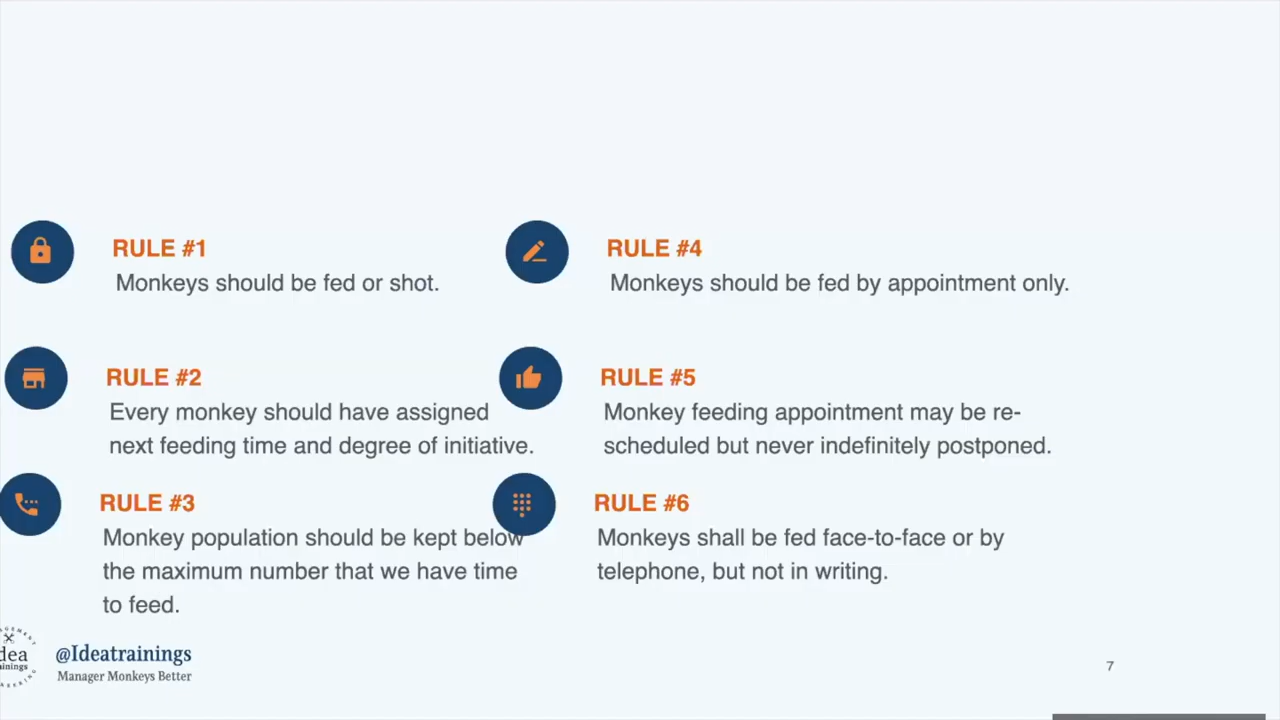 RULE #1
Monkeys should be fed or shot.
RULE #2
Every monkey should have assigned
next feeding time and degree of initiative.
RULE #3
Monkey population should be kept below
the maximum number that we have time
to feed.
RULE #4
Monkeys should be fed by appointment only.
RULE #5
Monkey feeding appointment may be re-
scheduled but never indefinitely postponed.
RULE #6
Monkeys shall be fed face-to-face or by
telephone, but not in writing.
@Ideatrainings
Manager Monkeys Better
7